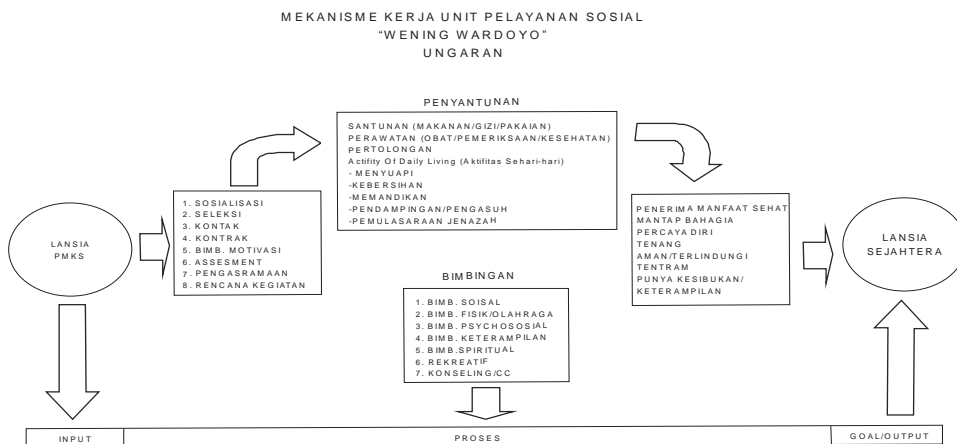 MEKANISME KERJA UNIT PELAYANAN SOSIAL
"WENING WARDOYO"
UNGARAN
PENYANTUNAN
SANTUNAN (MAKANAN/GIZI/PAKAIAN)
PERAWATAN (OBAT/PEMERIKSAAN/KESEHATAN)
PERTOLONGAN
Actifity Of Daily Living (Aktifitas Sehari-hari)
- MENYUAPI
-KEBERSIHAN
-MEMANDIKAN
-PENDAMPINGAN/PENGASUH
-PEMULASARAAN JENAZAH
LANSIA
PMKS
1. SOSIALISASI
2. SELEKSI
3. KONTAK
4. KONTRAK
5. BIMB. MOTIVASI
6. ASSESMENT
7. PENGASRAMAAN
8. RENCANA KEGIATAN
PENERIMA MANFAAT SEHAT
MANTAP BAHAGIA
PERCAYA DIRI
TENANG
AMAN/TERLINDUNGI
TENTRAM
PUNYA KESIBUKAN/
KETERAMPILAN
LANSIA
SEJAHTERA
BIMBINGAN
1. BIMB. SOISAL
2. BIMB. FISIK/OLAHRAGA
3. BIMB. PSYCHOSOSIAL
4. BIMB. KETERAMPILAN
5. BIMB.SPIRITUAL
6. REKREATIF
7. KONSELING/CC
INPUT
PROSES
GOAL/OUTPUT